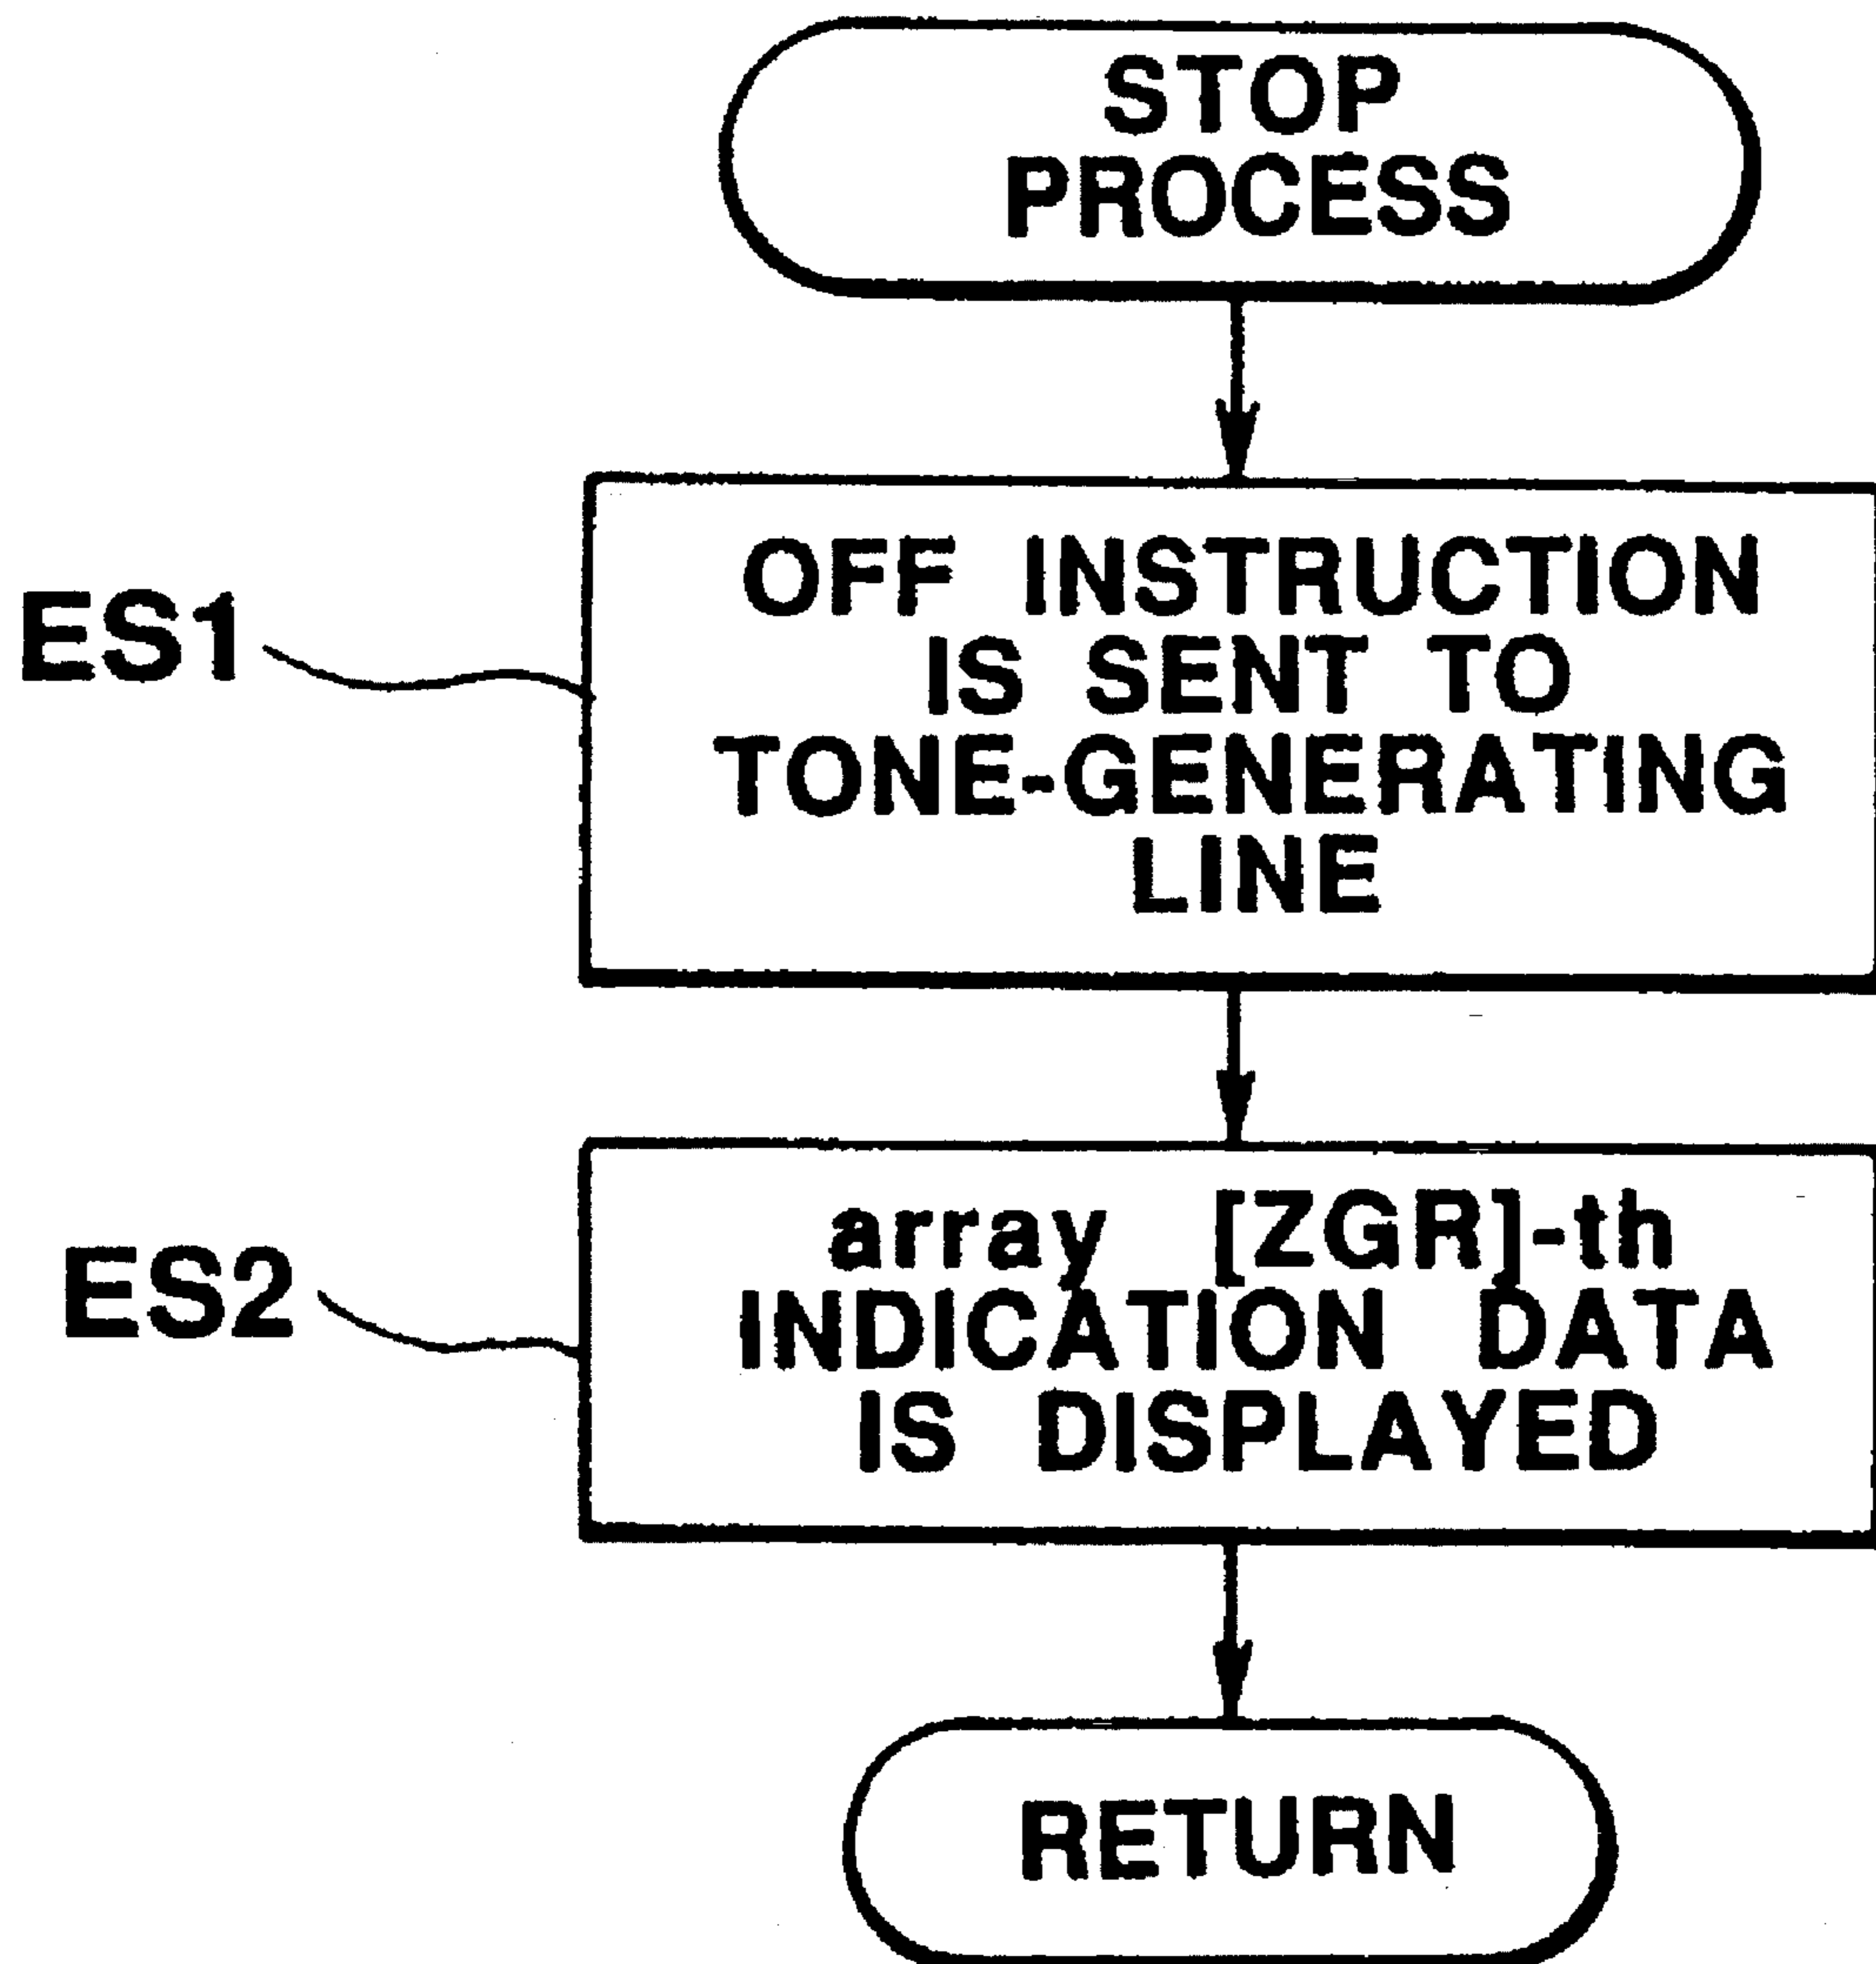 STOP
PROCESS
ES1
OFF INSTRUCTION
IS SENT TO
TONE-GENERATING
LINE
ES2
array [ZGR]-th
INDICATION DATA
IS DISPLAYED
RETURN